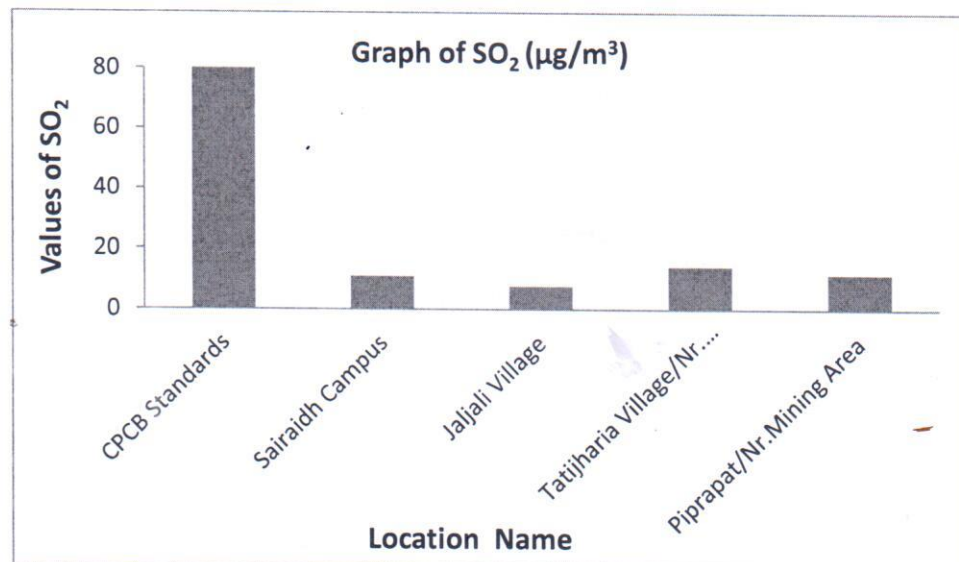 Graph of SO₂ (µg/m³)
Values of SO₂
80
60
40
20
0
CPCB Standards
Sairaidh Campus
Jaljali Village
Tatijharia Village/Nr....
Piprapat/Nr.Mining Area
Location Name